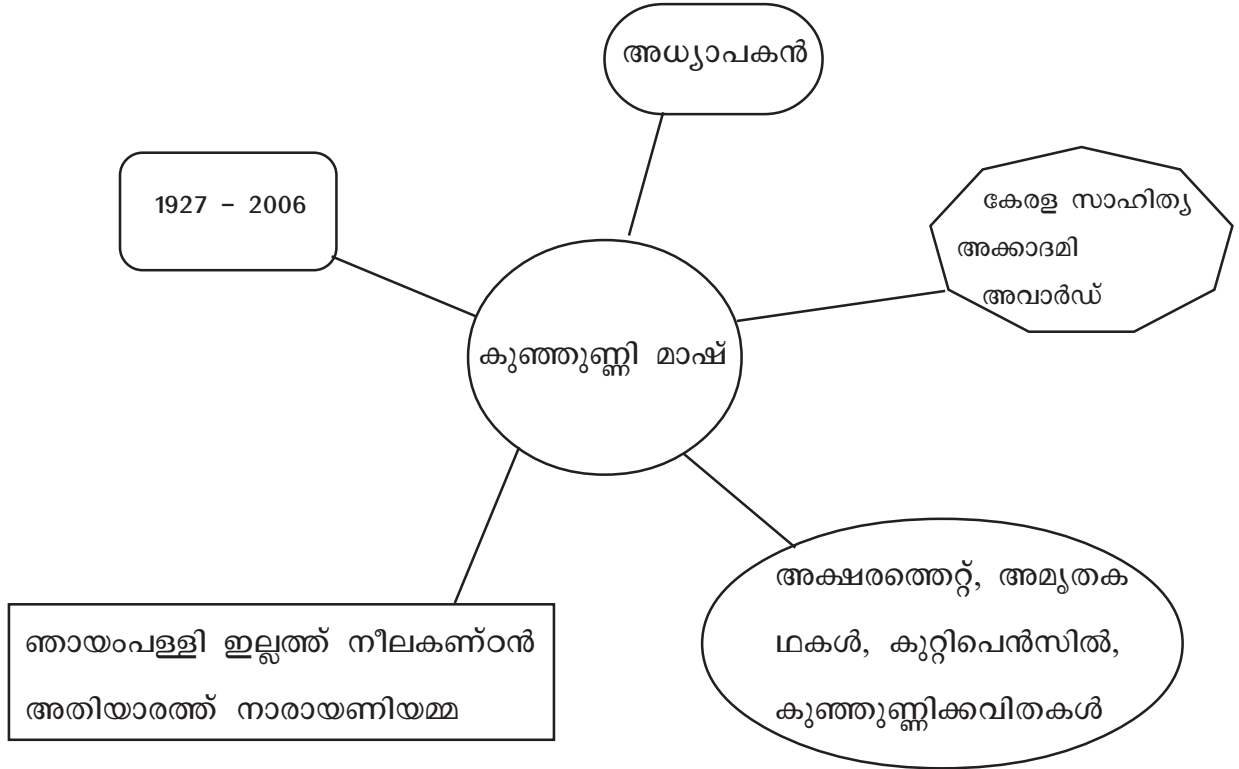 അധ്യാപകൻ
1927 – 2006
കേരള സാഹിത്യ
അക്കാദമി
അവാർഡ്
കുഞ്ഞുണ്ണി മാഷ്
ഞായംപള്ളി ഇല്ലത്ത് നീലകണ്ഠൻ
അതിയാരത്ത് നാരായണിയമ്മ
അക്ഷരത്തെറ്റ്, അമൃതക
ഥകൾ, കുറ്റിപെൻസിൽ,
കുഞ്ഞുണ്ണിക്കവിതകൾ